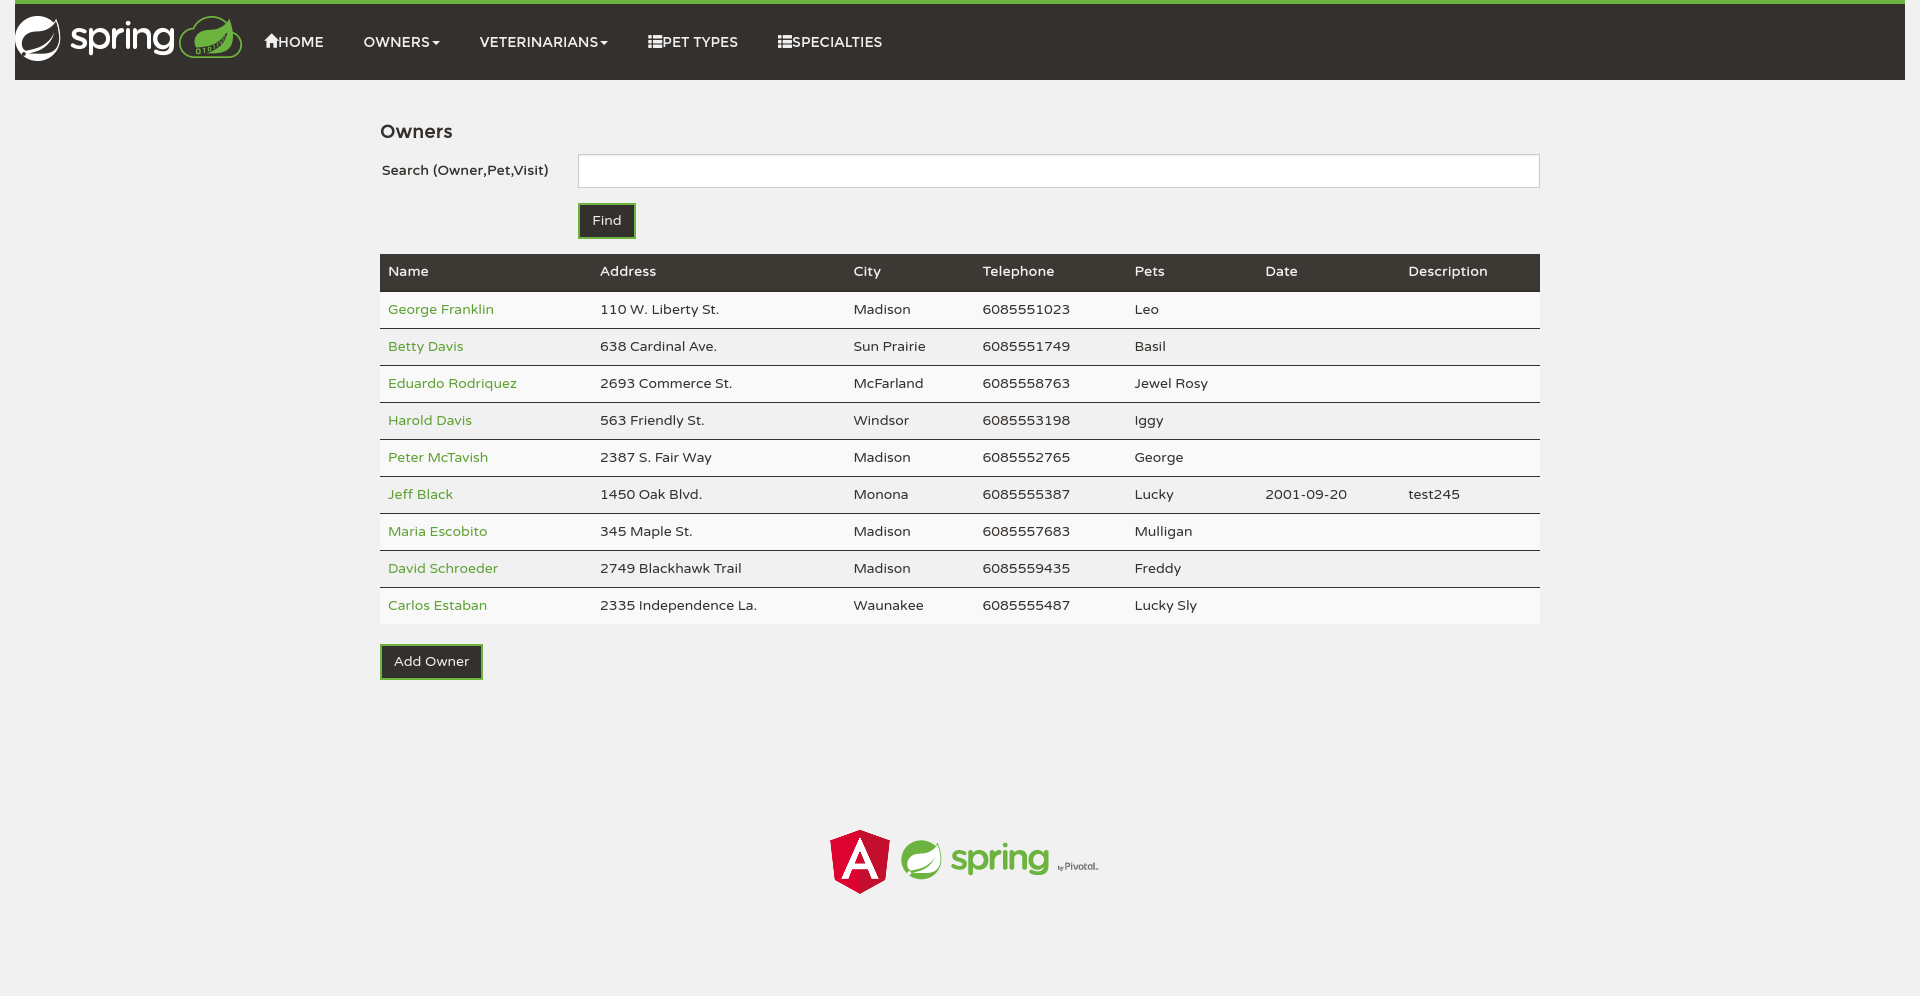 spring HOME OWNERS VETERINARIANS PET TYPES SPECIALTIES
Owners
Search (Owner,Pet,Visit)
Find
Name Address City Telephone Pets Date Description
George Franklin 110 W. Liberty St. Madison 6085551023 Leo
Betty Davis 638 Cardinal Ave. Sun Prairie 6085551749 Basil
Eduardo Rodriquez 2693 Commerce St. McFarland 6085558763 Jewel Rosy
Harold Davis 563 Friendly St. Windsor 6085553198 Iggy
Peter McTavish 2387 S. Fair Way Madison 6085552765 George
Jeff Black 1450 Oak Blvd. Monona 6085555387 Lucky 2001-09-20 test245
Maria Escobito 345 Maple St. Madison 6085557683 Mulligan
David Schroeder 2749 Blackhawk Trail Madison 6085559435 Freddy
Carlos Estaban 2335 Independence La. Waunakee 6085555487 Lucky Sly
Add Owner
A spring by Pivotal.